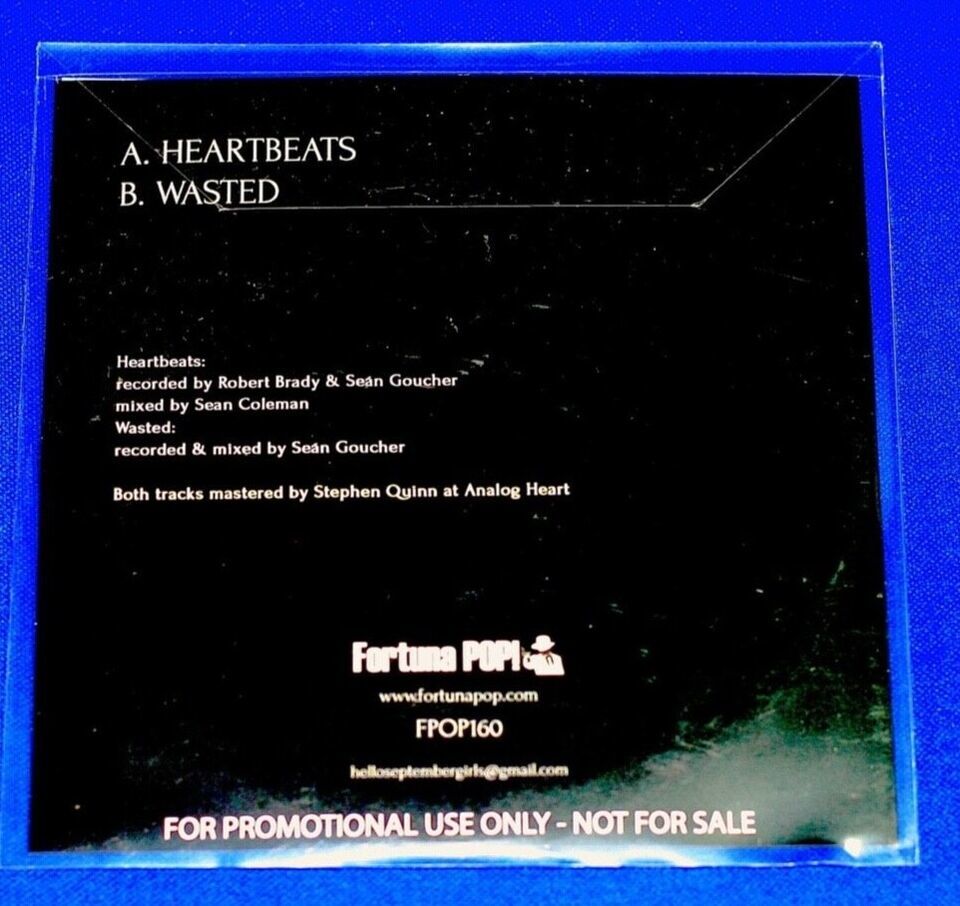 A. HEARTBEATS
B. WASTED
Heartbeats:
recorded by Robert Brady & Seán Goucher
mixed by Sean Coleman
Wasted:
recorded & mixed by Seán Goucher
Both tracks mastered by Stephen Quinn at Analog Heart
Fortuna POP!
www.fortunapop.com
FPOP160
helloseptembergirls@gmail.com
FOR PROMOTIONAL USE ONLY - NOT FOR SALE